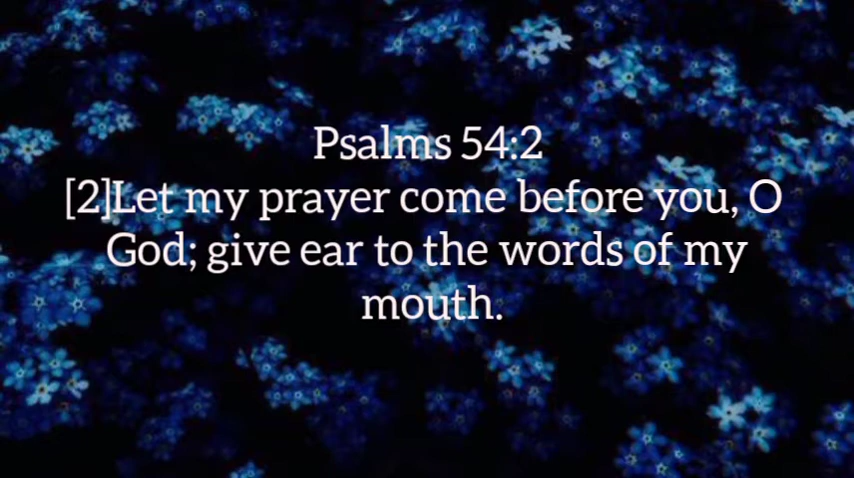 Psalms 54:2
[2]Let my prayer come before you, O
God; give ear to the words of my
mouth.